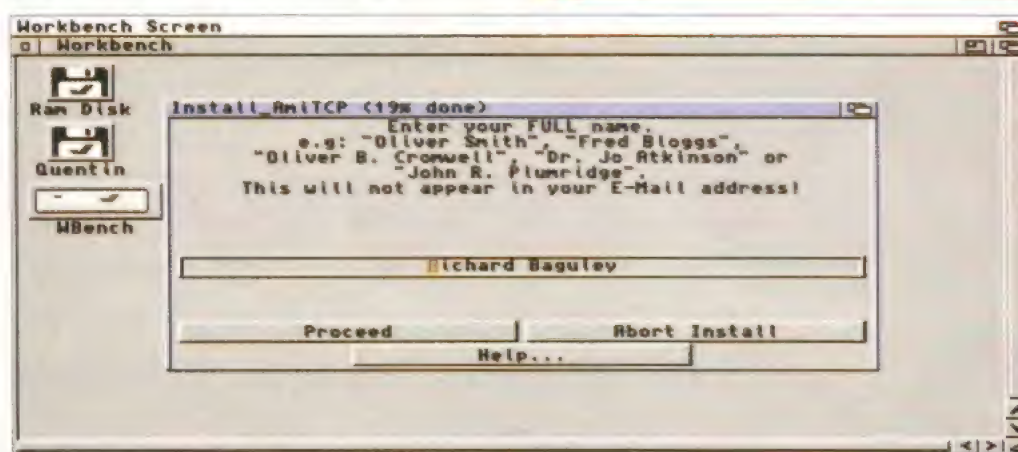 Workbench Screen
Workbench
Ram Disk
Quentin
WBench
Install_AmiTCP (19% done)
Enter your FULL name.
e.g: "Oliver Smith", "Fred Bloggs",
"Oliver B. Cromwell", "Dr. Jo Atkinson" or
"John R. Plumridge".
This will not appear in your E-Mail address!
Richard Baguley
Proceed
Abort Install
Help...